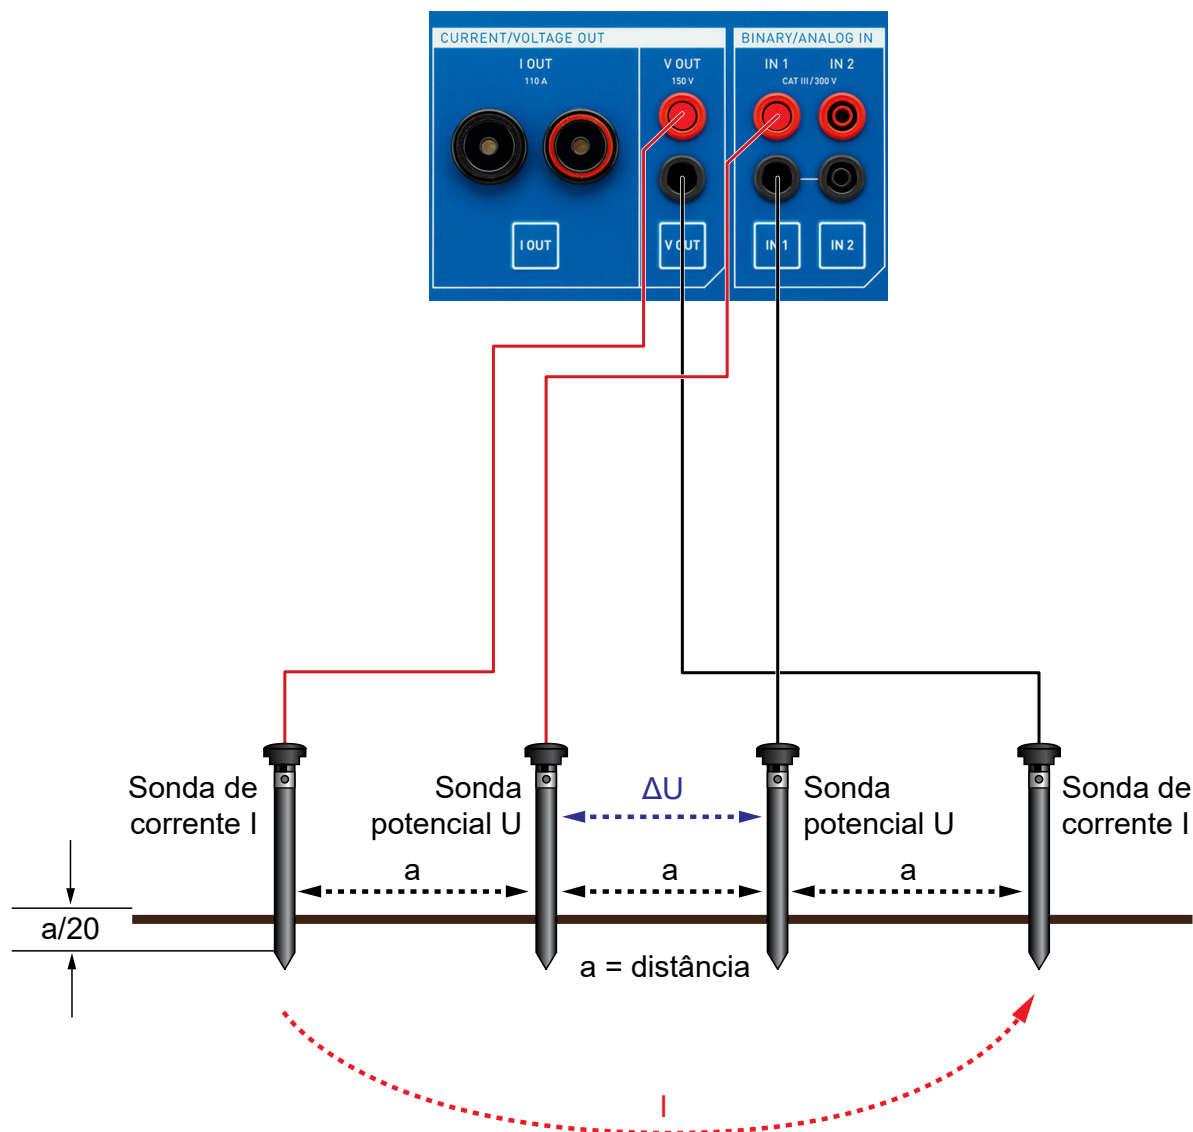 CURRENT/VOLTAGE OUT
BINARY/ANALOG IN
I OUT
110 A
V OUT
150 V
IN 1
IN 2
CAT III/300 V
I OUT
V OUT
IN 1
IN 2
Sonda de
corrente I
Sonda
potencial U
ΔU
Sonda
potencial U
Sonda de
corrente I
a
a
a
a/20
a = distância
I